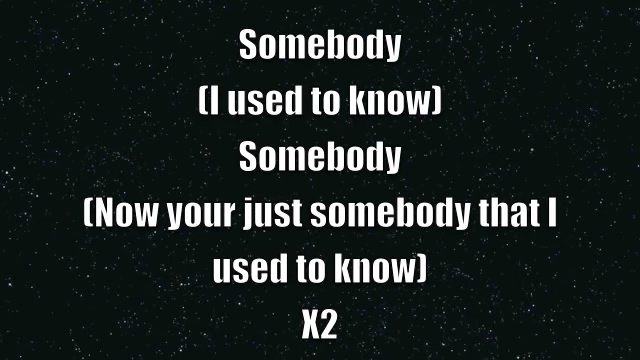 Somebody
(I used to know)
Somebody
(Now your just somebody that I
used to know)
X2